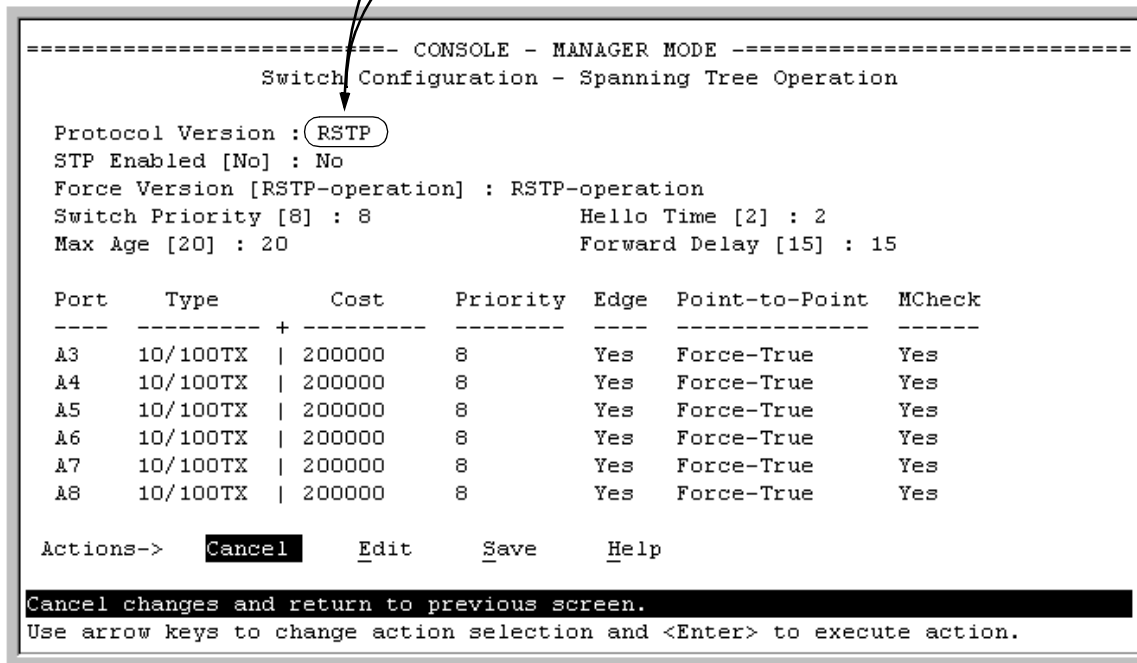 ==========================- CONSOLE - MANAGER MODE -============================
Switch Configuration - Spanning Tree Operation
Protocol Version : RSTP
STP Enabled [No] : No
Force Version [RSTP-operation] : RSTP-operation
Switch Priority [8] : 8 Hello Time [2] : 2
Max Age [20] : 20 Forward Delay [15] : 15
Port Type Cost Priority Edge Point-to-Point MCheck
---- --------- + --------- -------- ---- -------------- ------
A3 10/100TX | 200000 8 Yes Force-True Yes
A4 10/100TX | 200000 8 Yes Force-True Yes
A5 10/100TX | 200000 8 Yes Force-True Yes
A6 10/100TX | 200000 8 Yes Force-True Yes
A7 10/100TX | 200000 8 Yes Force-True Yes
A8 10/100TX | 200000 8 Yes Force-True Yes
Actions-> Cancel Edit Save Help
Cancel changes and return to previous screen.
Use arrow keys to change action selection and <Enter> to execute action.